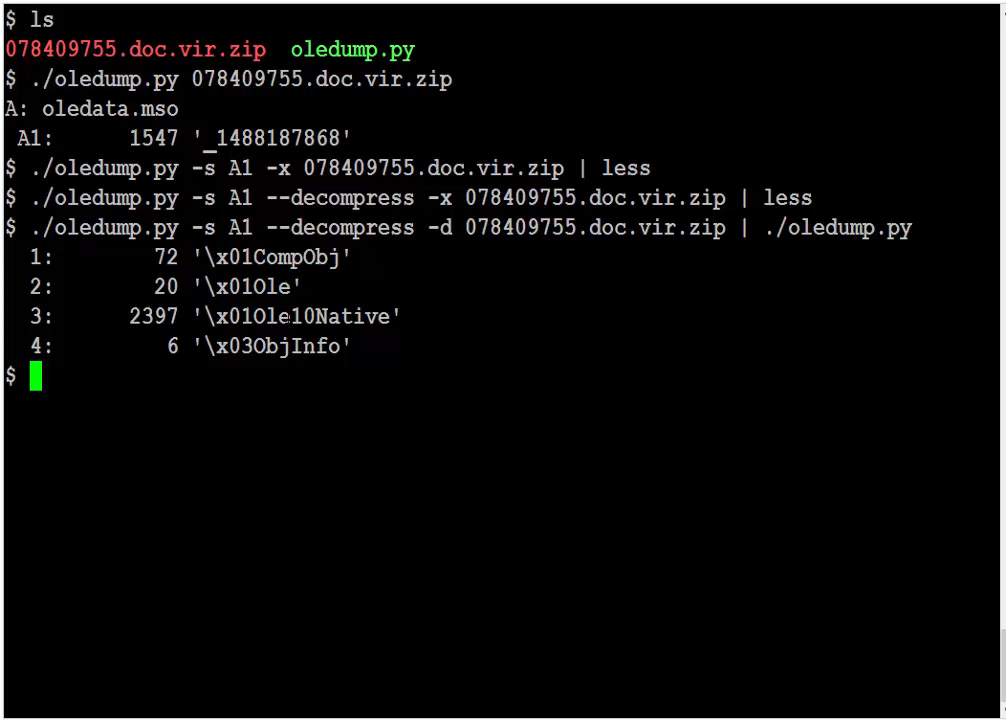 $ ls
078409755.doc.vir.zip  oledump.py
$ ./oledump.py 078409755.doc.vir.zip
A: oledata.mso
 A1:      1547 '_1488187868'
$ ./oledump.py -s A1 -x 078409755.doc.vir.zip | less
$ ./oledump.py -s A1 --decompress -x 078409755.doc.vir.zip | less
$ ./oledump.py -s A1 --decompress -d 078409755.doc.vir.zip | ./oledump.py
  1:        72 '\x01CompObj'
  2:        20 '\x01Ole'
  3:      2397 '\x01Ole10Native'
  4:         6 '\x03ObjInfo'
$